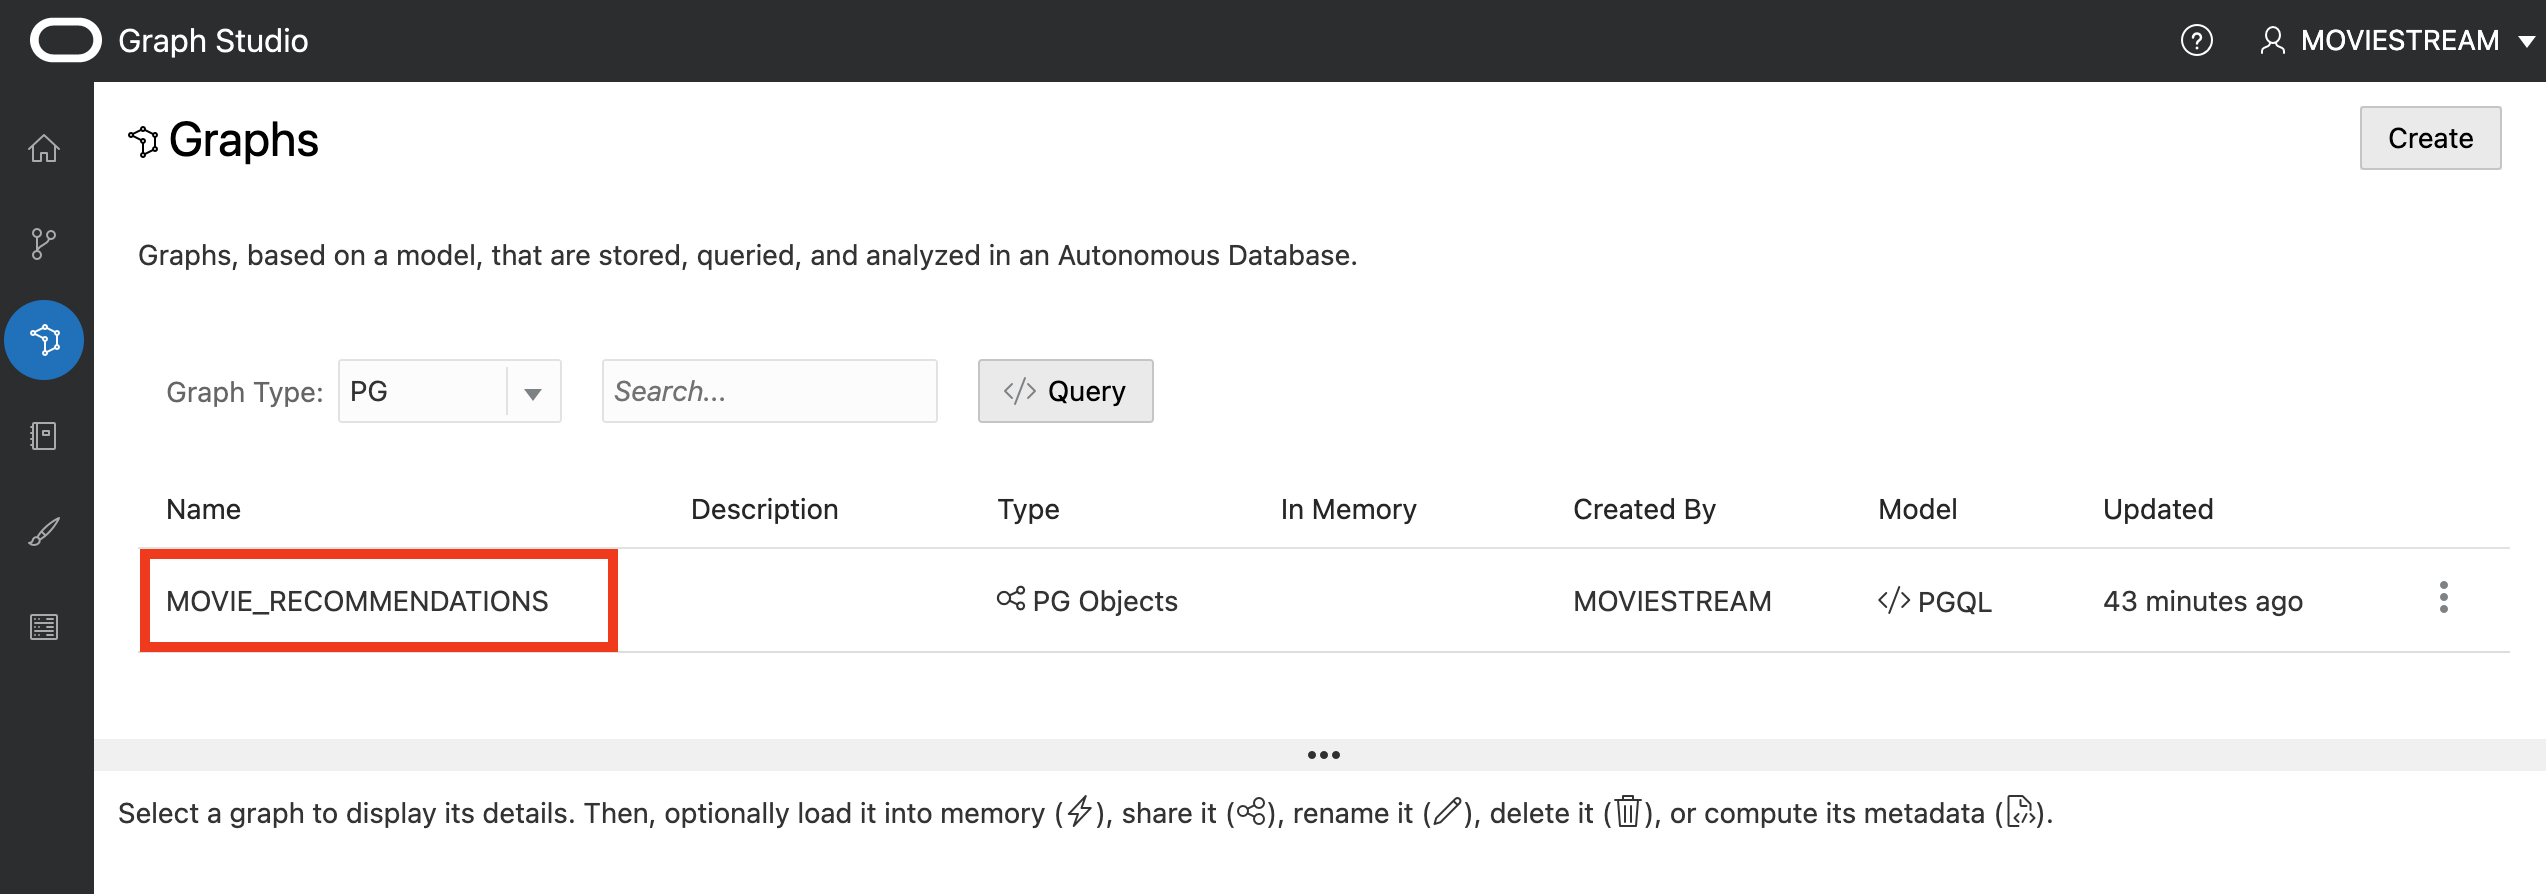 Graph Studio
MOVIESTREAM
Graphs
Create
Graphs, based on a model, that are stored, queried, and analyzed in an Autonomous Database.
Graph Type: PG Search... </> Query
Name Description Type In Memory Created By Model Updated
MOVIE_RECOMMENDATIONS PG Objects MOVIESTREAM </> PGQL 43 minutes ago
Select a graph to display its details. Then, optionally load it into memory (), share it (), rename it (), delete it (), or compute its metadata ().